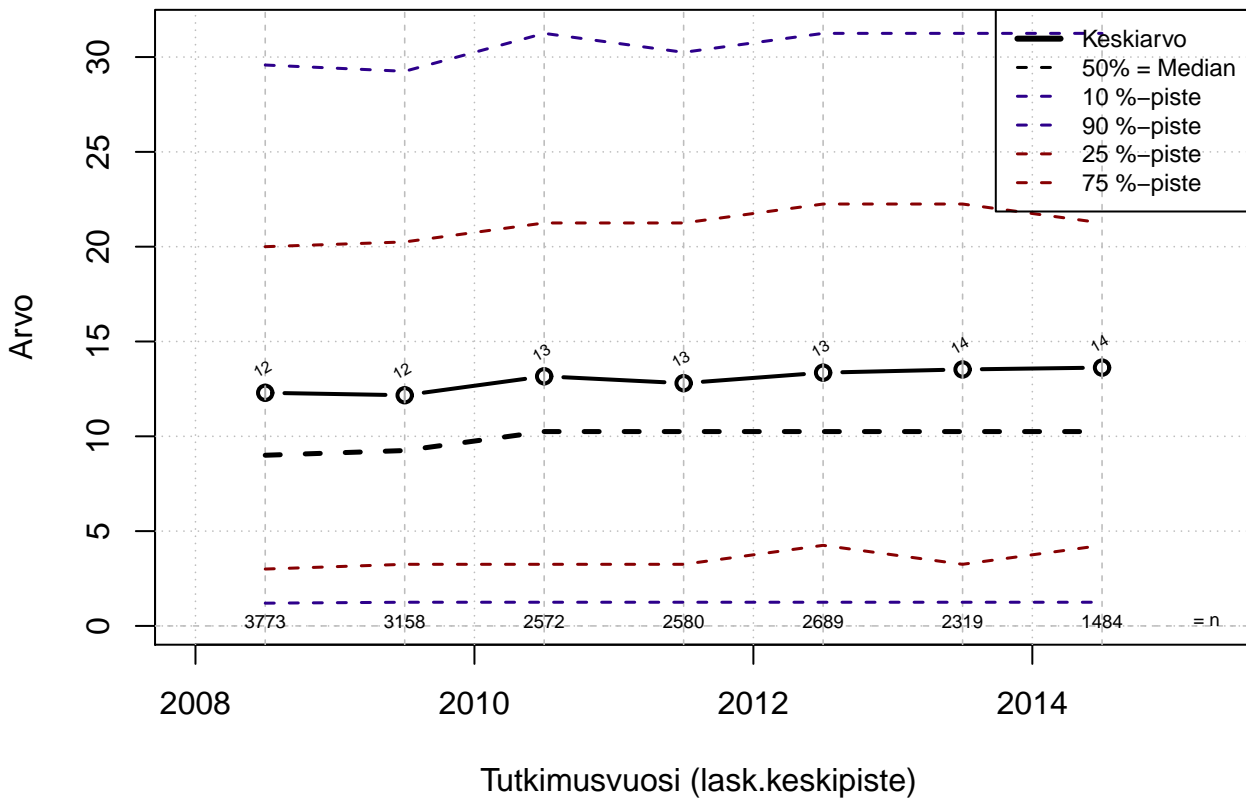 Keskiarvo
50% = Median
10 %−piste
90 %−piste
25 %−piste
75 %−piste
30
25
20
15
10
5
0
Arvo
12
12
13
13
13
14
14
3773
3158
2572
2580
2689
2319
1484
= n
2008
2010
2012
2014
Tutkimusvuosi (lask.keskipiste)